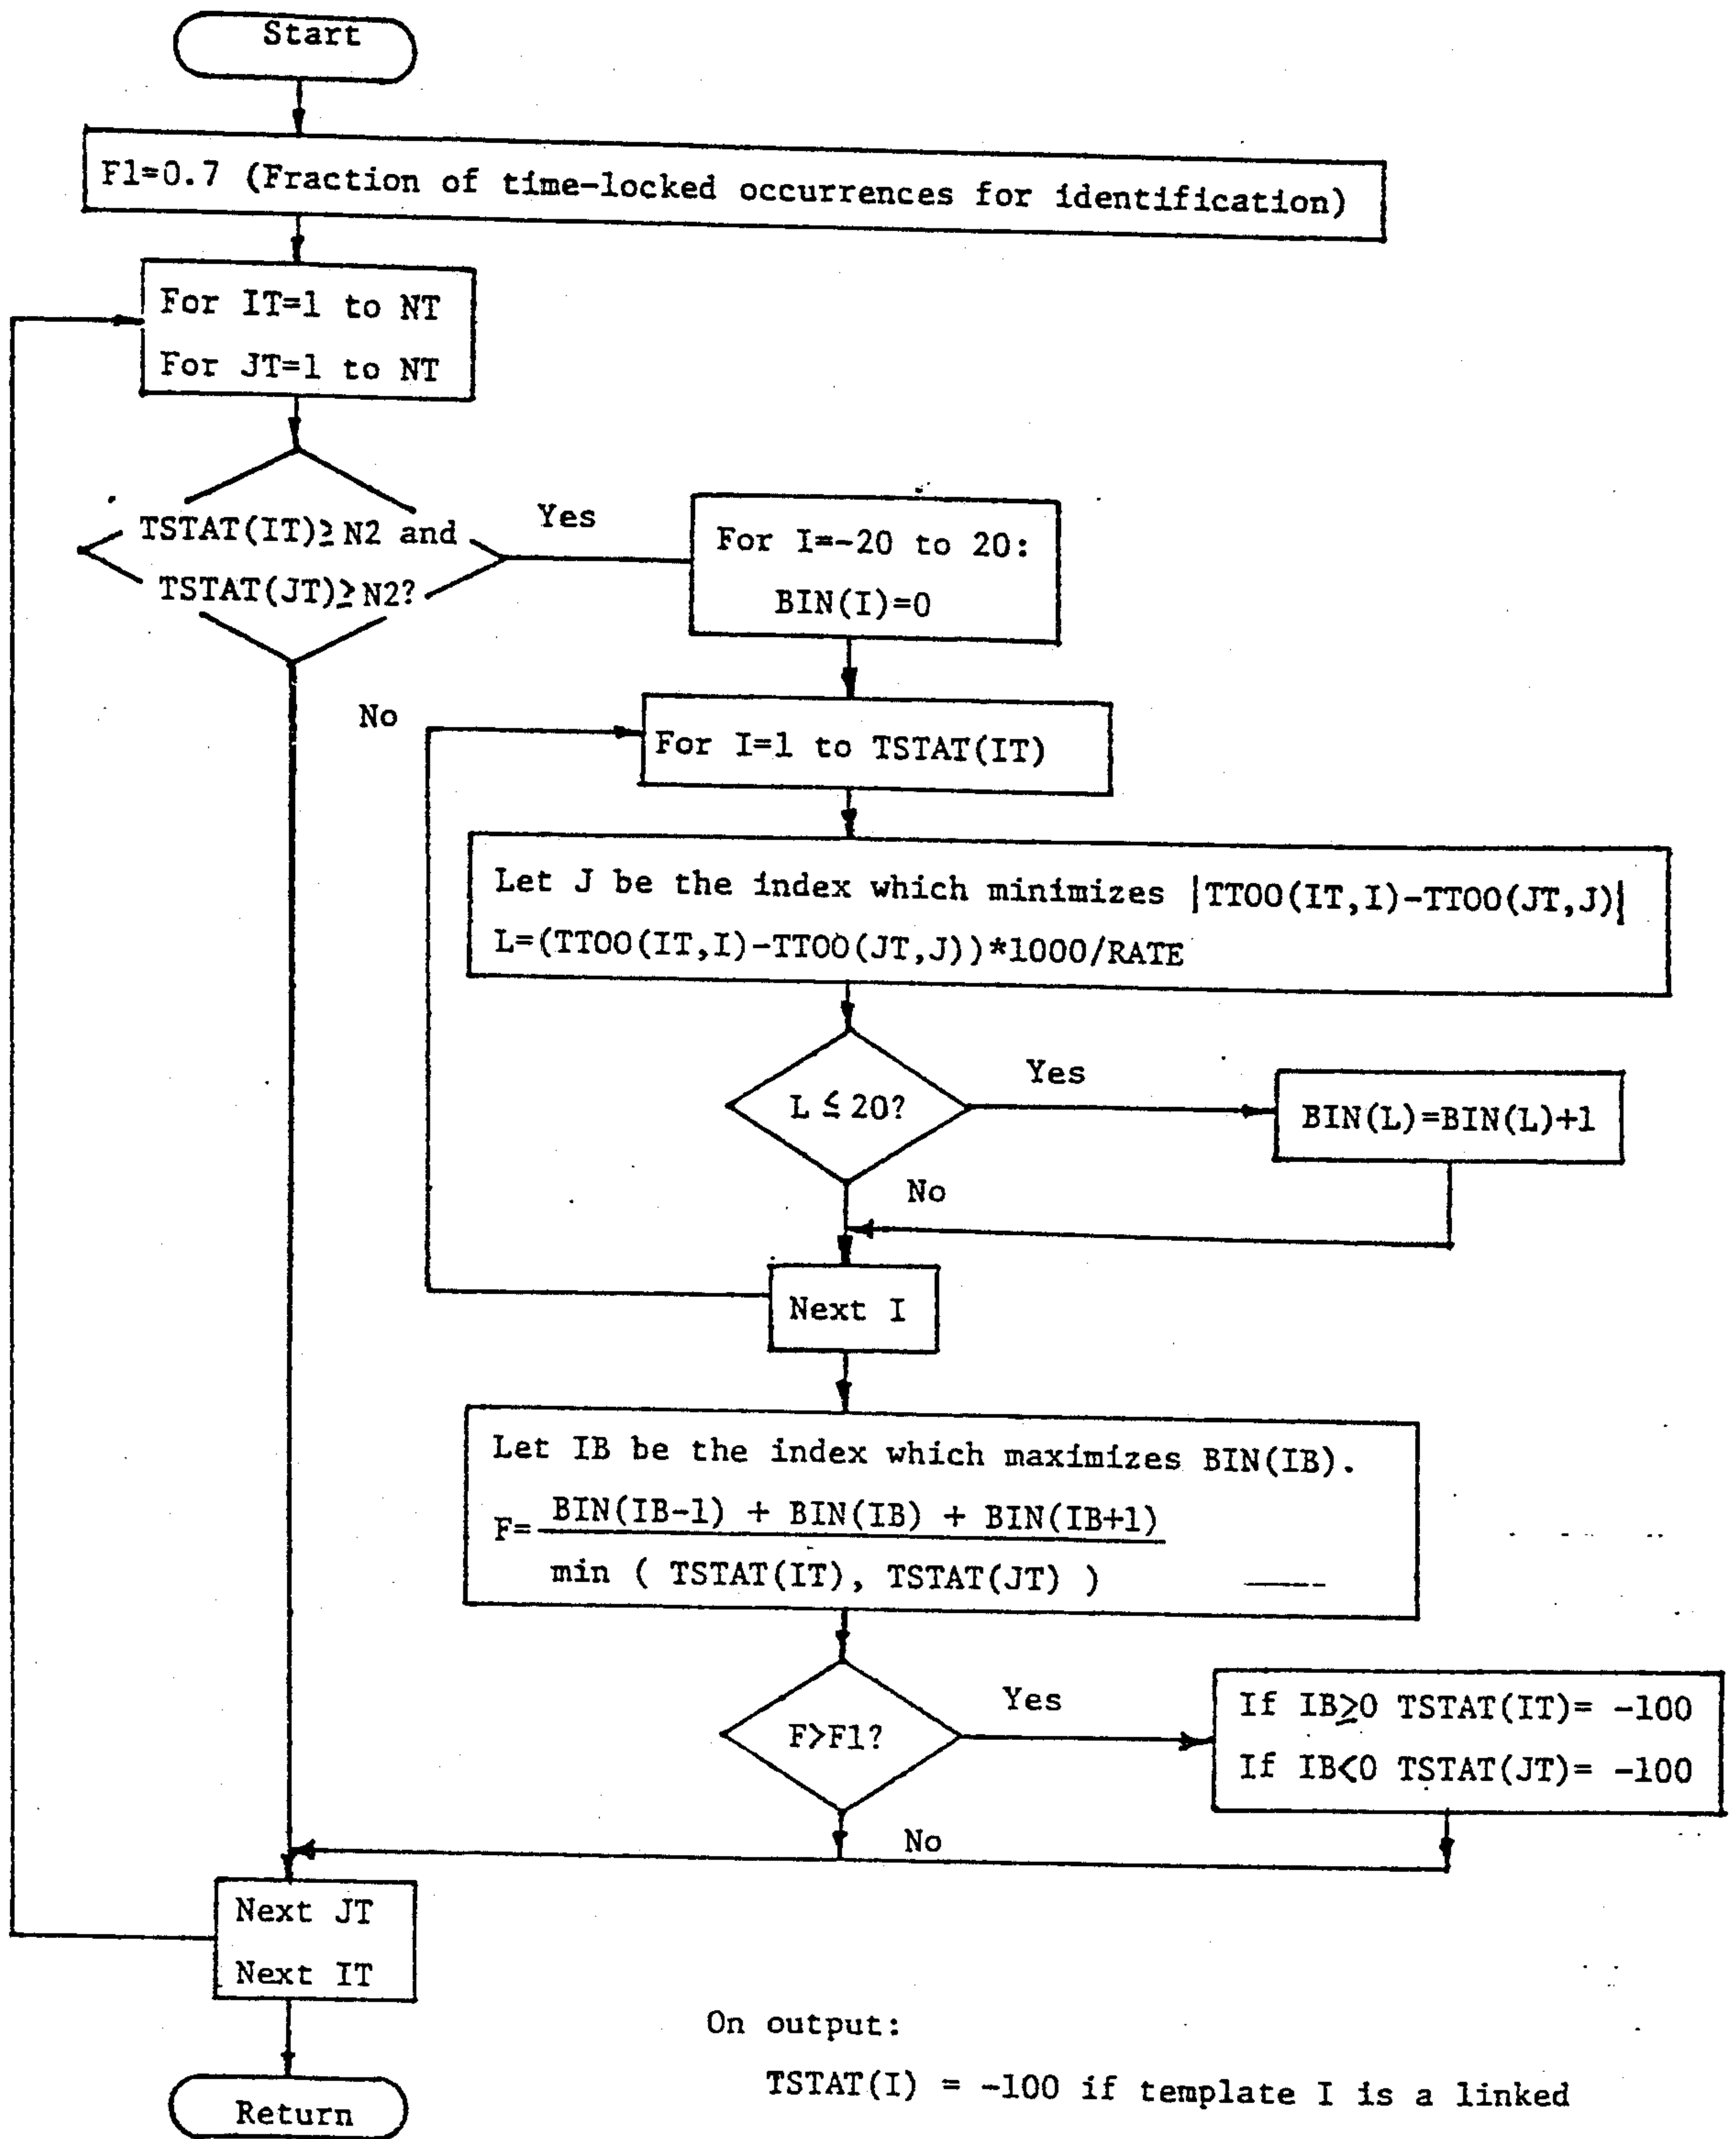 Start
F1=0.7 (Fraction of time-locked occurrences for identification)
For IT=1 to NT
For JT=1 to NT
TSTAT(IT)≥N2 and
TSTAT(JT)≥N2?
Yes
For I=-20 to 20:
BIN(I)=0
No
For I=1 to TSTAT(IT)
Let J be the index which minimizes |TTOO(IT,I)-TTOO(JT,J)|
L=(TTOO(IT,I)-TTOO(JT,J))*1000/RATE
L≤20?
Yes
BIN(L)=BIN(L)+1
No
Next I
Let IB be the index which maximizes BIN(IB).
F= BIN(IB-1) + BIN(IB) + BIN(IB+1)
min ( TSTAT(IT), TSTAT(JT) )
F>F1?
Yes
If IB≥0 TSTAT(IT)= -100
If IB<0 TSTAT(JT)= -100
No
Next JT
Next IT
Return
On output:
TSTAT(I) = -100 if template I is a linked